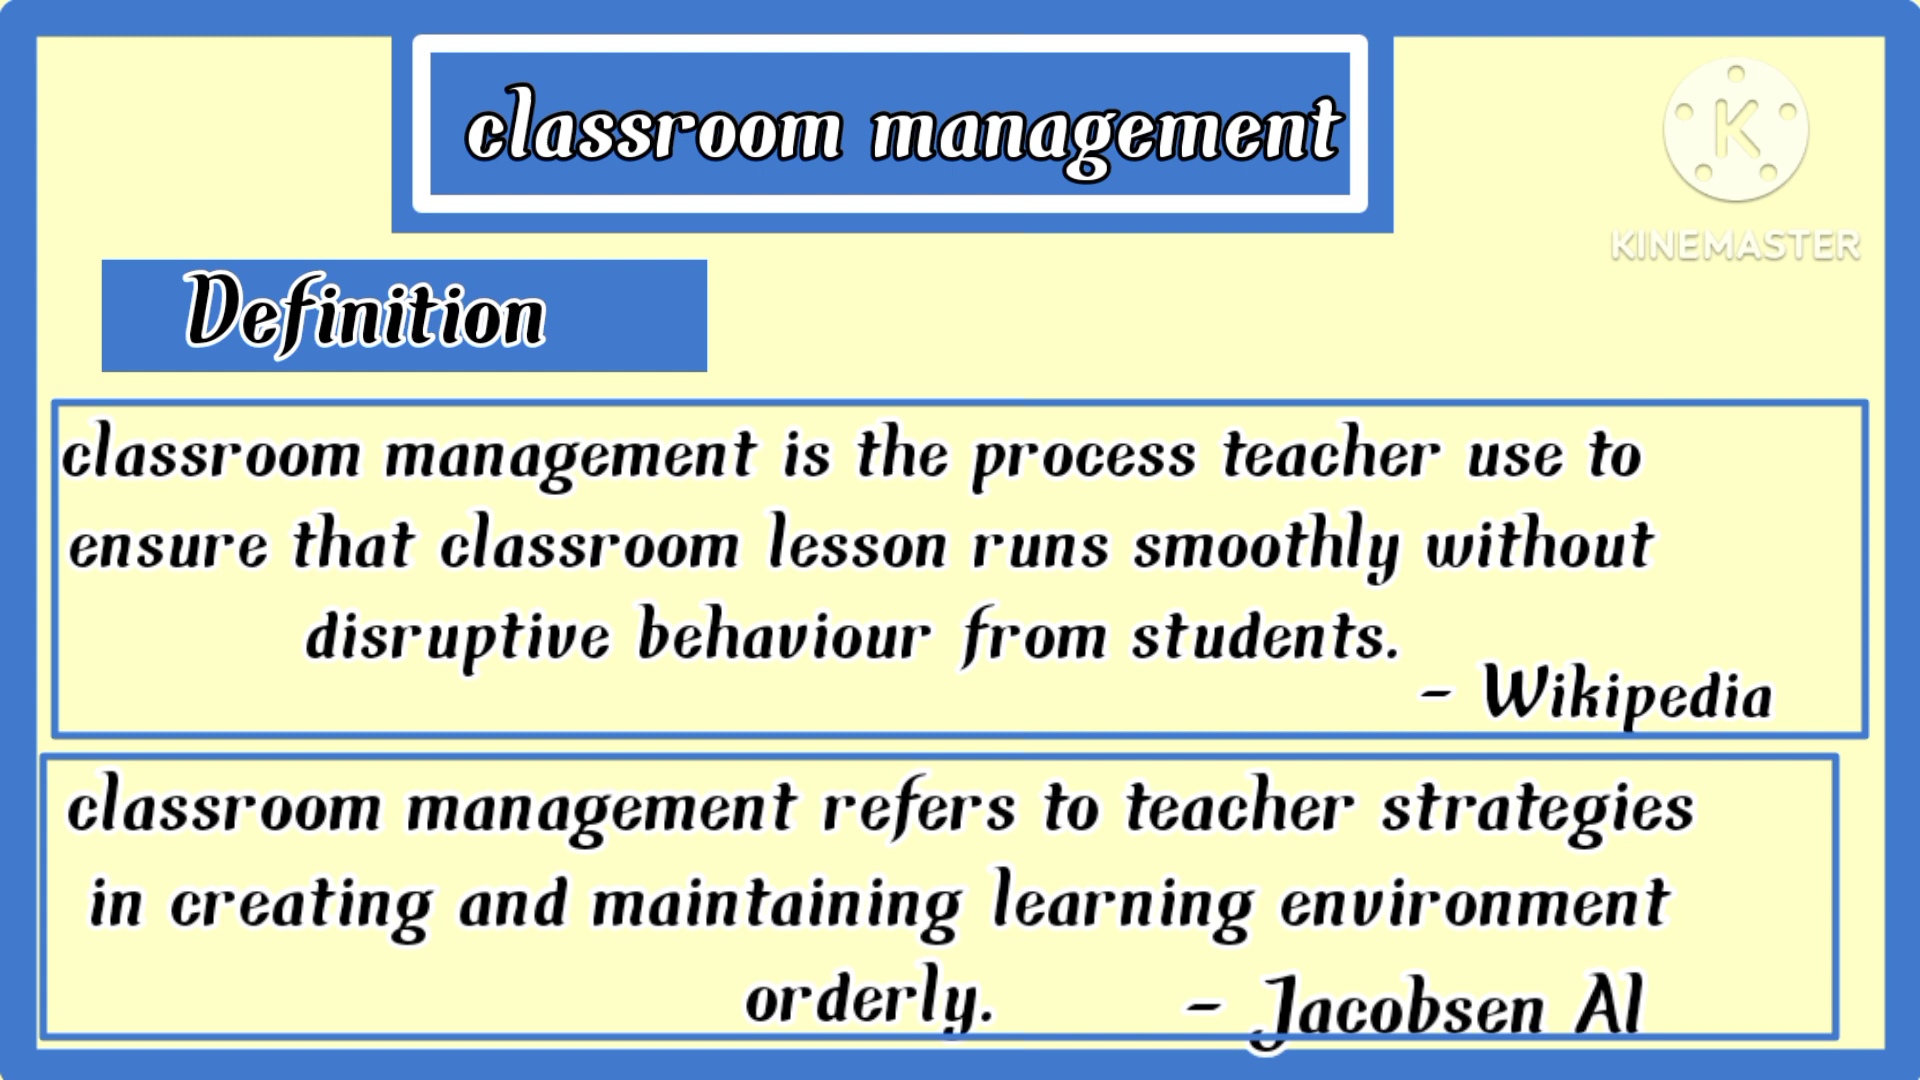 classroom management
K
KINEMASTER
Definition
classroom management is the process teacher use to
ensure that classroom lesson runs smoothly without
disruptive behaviour from students.
- Wikipedia
classroom management refers to teacher strategies
in creating and maintaining learning environment
orderly. - Jacobsen Al